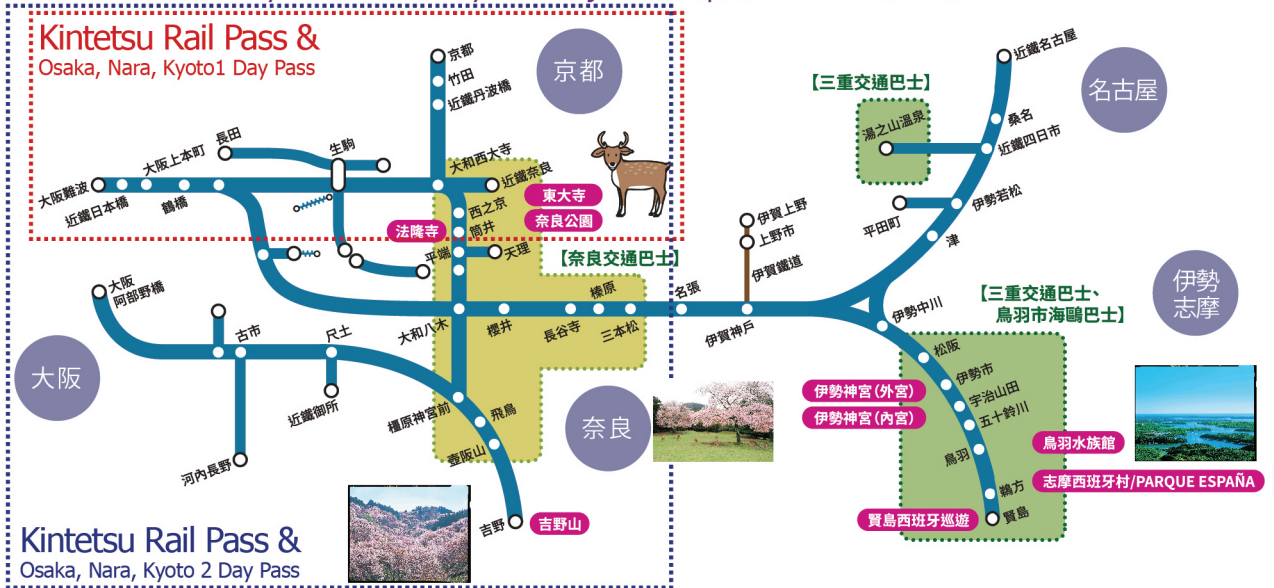 Kintetsu Rail Pass &
Osaka, Nara, Kyoto1 Day Pass
京都
竹田
近鐵丹波橋
京都
近鐵名古屋
名古屋
【三重交通巴士】
湯之山溫泉
桑名
近鐵四日市
長田
生駒
大阪上本町
大和西大寺
近鐵奈良
大阪難波
近鐵日本橋
鶴橋
東大寺
奈良公園
西之京
法隆寺
筒井
伊賀上野
上野市
平田町
伊勢若松
津
平端
天理
【奈良交通巴士】
伊賀鐵道
大阪
阿部野橋
榛原
名張
伊勢
志摩
【三重交通巴士、
鳥羽市海鷗巴士】
古市
尺土
大和八木
櫻井
長谷寺
三本松
伊賀神戶
伊勢中川
大阪
松阪
伊勢市
近鐵御所
伊勢神宮(外宮)
宇治山田
橿原神宮前
飛鳥
奈良
伊勢神宮(內宮)
五十鈴川
壺阪山
鳥羽
鳥羽水族館
河內長野
鵜方
志摩西班牙村/PARQUE ESPAÑA
吉野
吉野山
賢島西班牙巡遊
賢島
Kintetsu Rail Pass &
Osaka, Nara, Kyoto 2 Day Pass